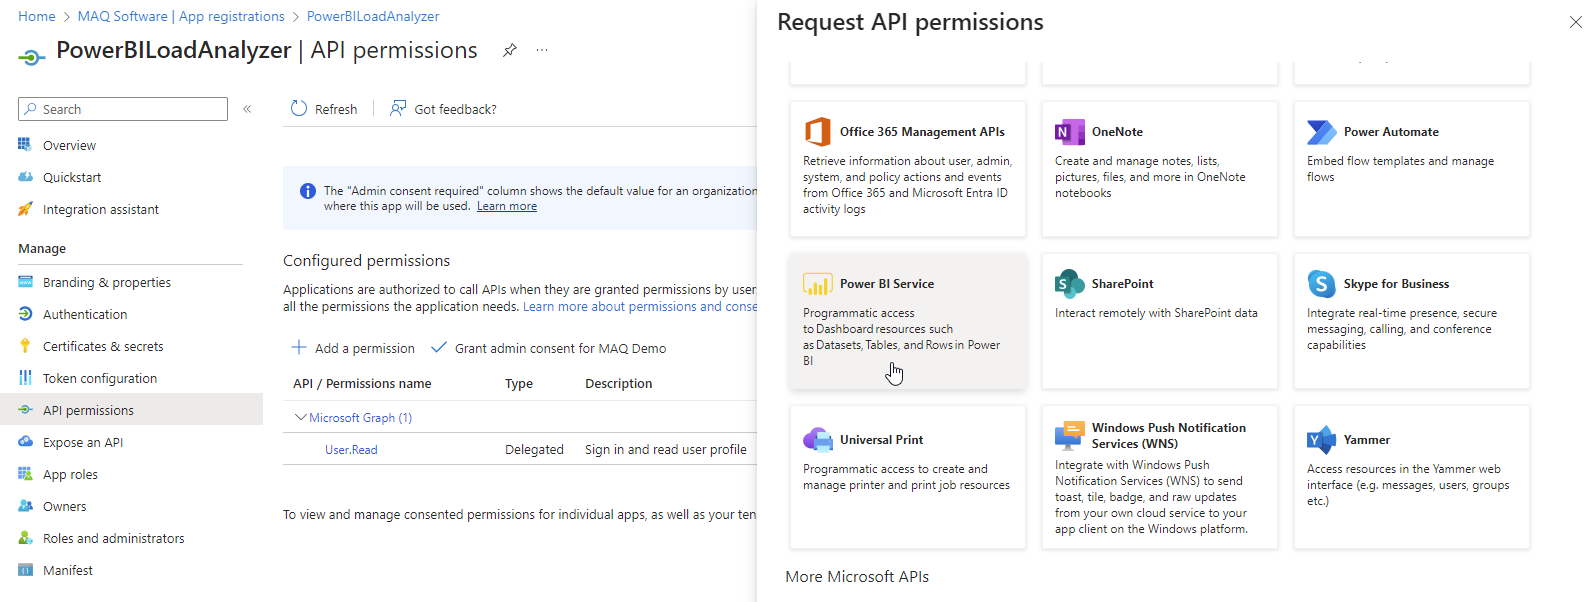 Home > MAQ Software | App registrations > PowerBILoadAnalyzer
PowerBILoadAnalyzer | API permissions
Search
Overview
Quickstart
Integration assistant
Manage
Branding & properties
Authentication
Certificates & secrets
Token configuration
API permissions
Expose an API
App roles
Owners
Roles and administrators
Manifest
Refresh
Got feedback?
The "Admin consent required" column shows the default value for an organization
where this app will be used. Learn more
Configured permissions
Applications are authorized to call APIs when they are granted permissions by user
all the permissions the application needs. Learn more about permissions and conse
Add a permission
Grant admin consent for MAQ Demo
API / Permissions name Type Description
Microsoft Graph (1)
User.Read Delegated Sign in and read user profile
To view and manage consented permissions for individual apps, as well as your ten
Request API permissions
Office 365 Management APIs
Retrieve information about user, admin,
system, and policy actions and events
from Office 365 and Microsoft Entra ID
activity logs
OneNote
Create and manage notes, lists,
pictures, files, and more in OneNote
notebooks
Power Automate
Embed flow templates and manage
flows
Power BI Service
Programmatic access
to Dashboard resources such
as Datasets, Tables, and Rows in Power
BI
SharePoint
Interact remotely with SharePoint data
Skype for Business
Integrate real-time presence, secure
messaging, calling, and conference
capabilities
Universal Print
Programmatic access to create and
manage printer and print job resources
Windows Push Notification
Services (WNS)
Integrate with Windows Push
Notification Services (WNS) to send
toast, tile, badge, and raw updates
from your own cloud service to your
app client on the Windows platform.
Yammer
Access resources in the Yammer web
interface (e.g. messages, users, groups
etc.)
More Microsoft APIs